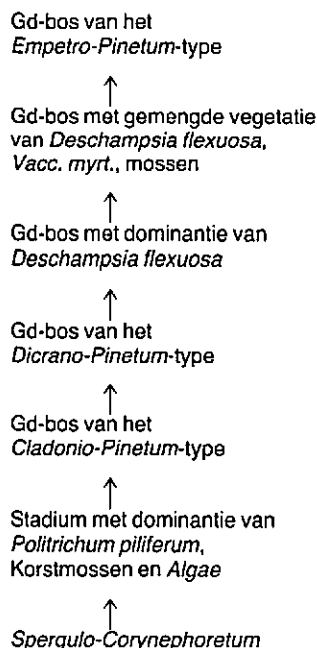 Gd-bos van het
Empetro-Pinetum-type
↑
Gd-bos met gemengde vegetatie
van Deschampsia flexuosa,
Vacc. myrt., mossen
↑
Gd-bos met dominantie van
Deschampsia flexuosa
↑
Gd-bos van het
Dicrano-Pinetum-type
↑
Gd-bos van het
Cladonio-Pinetum-type
↑
Stadium met dominantie van
Politrichum piliferum,
Korstmossen en Algae
↑
Spergulo-Corynephoretum